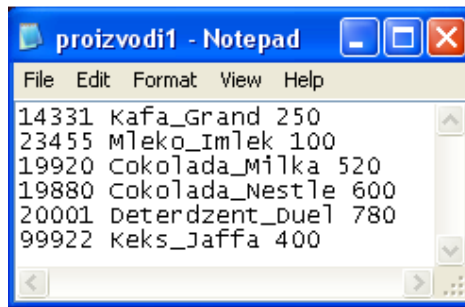 proizvodi1 - Notepad
File Edit Format View Help
14331 Kafa_Grand 250
23455 Mleko_Imlek 100
19920 Cokolada_Milka 520
19880 Cokolada_Nestle 600
20001 Deterdzent_Duel 780
99922 Keks_Jaffa 400